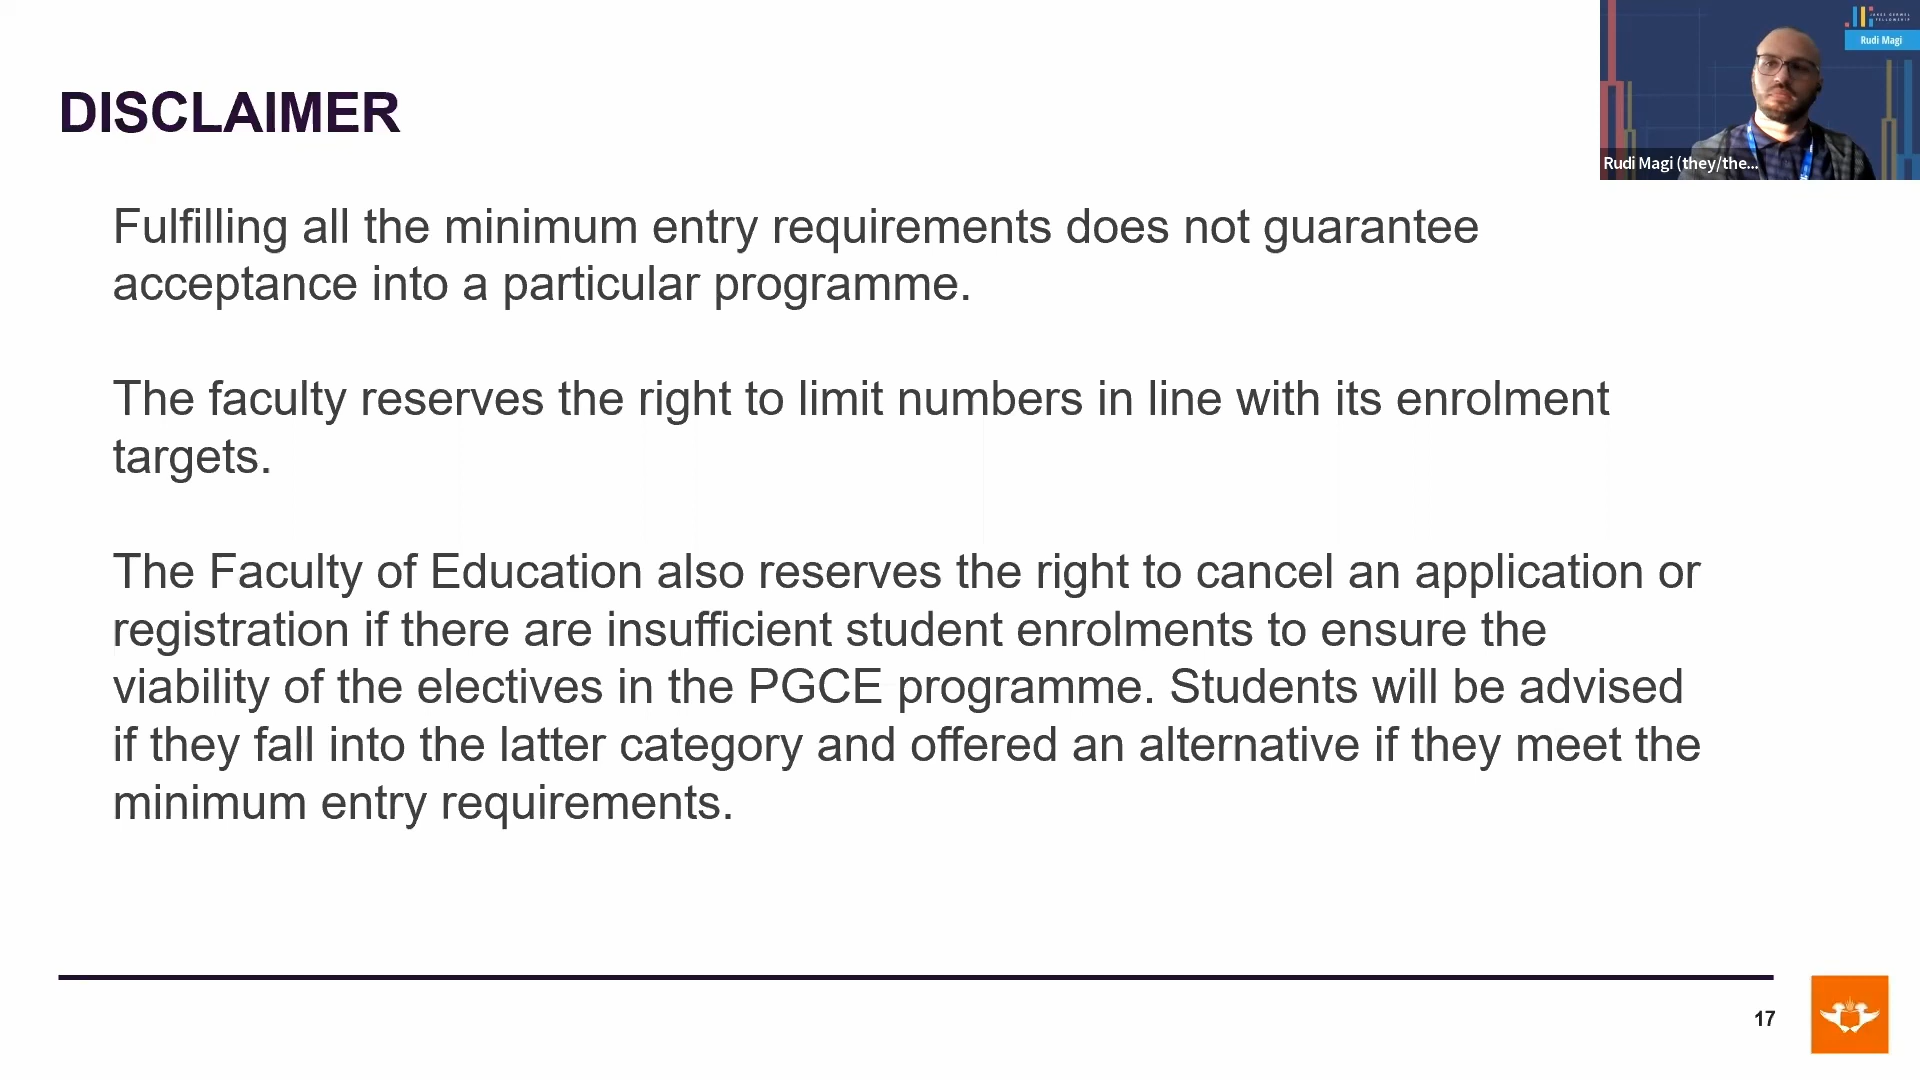 DISCLAIMER
Fulfilling all the minimum entry requirements does not guarantee
acceptance into a particular programme.
The faculty reserves the right to limit numbers in line with its enrolment
targets.
The Faculty of Education also reserves the right to cancel an application or
registration if there are insufficient student enrolments to ensure the
viability of the electives in the PGCE programme. Students will be advised
if they fall into the latter category and offered an alternative if they meet the
minimum entry requirements.
17
JAKES GERWEL
FELLOWSHIP
Rudi Magi
Rudi Magi (they/the...